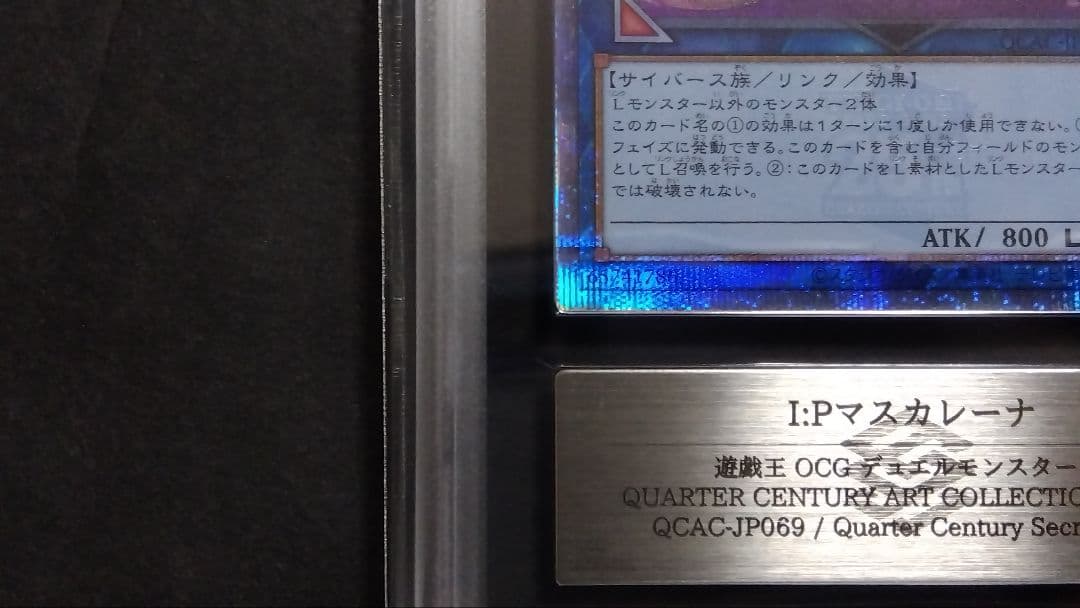 QCAC-JP
【サイバース族／リンク／効果】
Lモンスター以外のモンスター2体
このカード名の①の効果は1ターンに1度しか使用できない。
フェイズに発動できる。このカードを含む自分フィールドのモン
としてL召喚を行う。②：このカードをL素材としたLモンスター
では破壊されない。
ATK/ 800 L
I:Pマスカレーナ
遊戯王 OCG デュエルモンスター
QUARTER CENTURY ART COLLECTIO
QCAC-JP069 / Quarter Century Secr